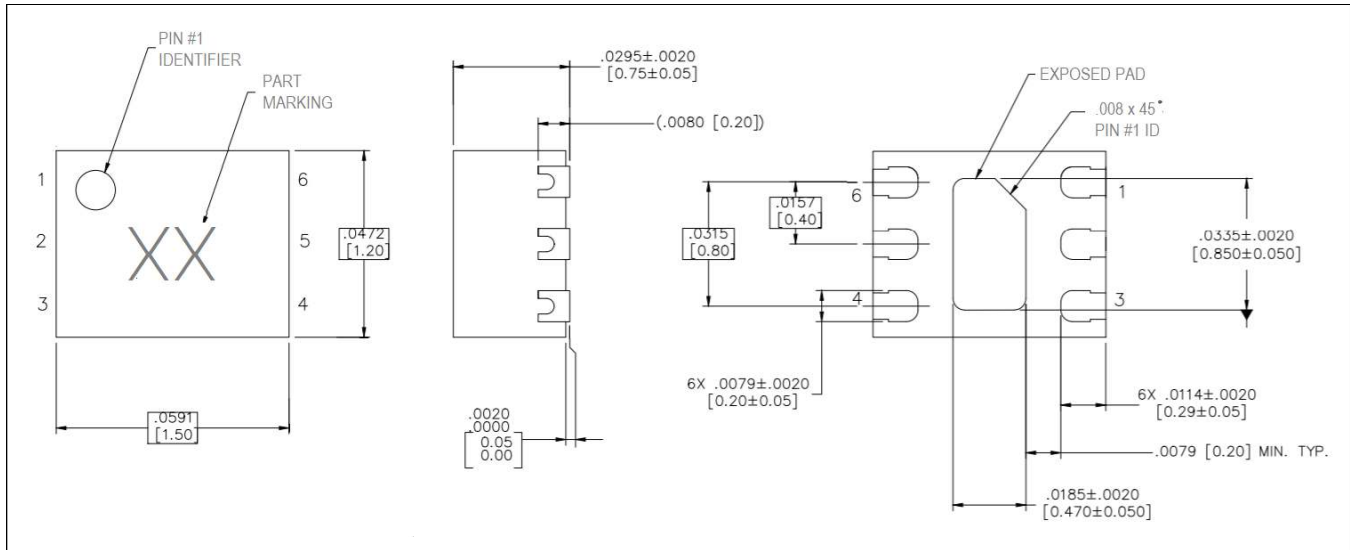 PIN #1
IDENTIFIER
PART
MARKING
1
2
3
6
5
4
XX
.0472
[1.20]
.0591
[1.50]
.0295±.0020
[0.75±0.05]
(.0080 [0.20])
.0020
.0000
[0.05
0.00]
EXPOSED PAD
.008 x 45°
PIN #1 ID
6
4
1
3
.0157
[0.40]
.0315
[0.80]
.0335±.0020
[0.850±0.050]
6X .0079±.0020
[0.20±0.05]
6X .0114±.0020
[0.29±0.05]
.0079 [0.20] MIN. TYP.
.0185±.0020
[0.470±0.050]